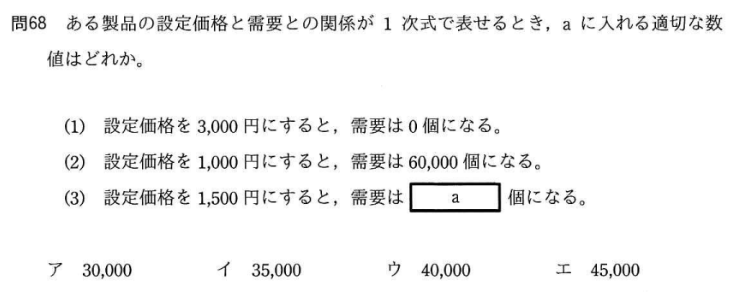 問68 ある製品の設定価格と需要との関係が 1 次式で表せるとき，a に入れる適切な数
値はどれか。
(1) 設定価格を 3,000 円にすると，需要は 0 個になる。
(2) 設定価格を 1,000 円にすると，需要は 60,000 個になる。
(3) 設定価格を 1,500 円にすると，需要は a 個になる。
ア 30,000 イ 35,000 ウ 40,000 エ 45,000